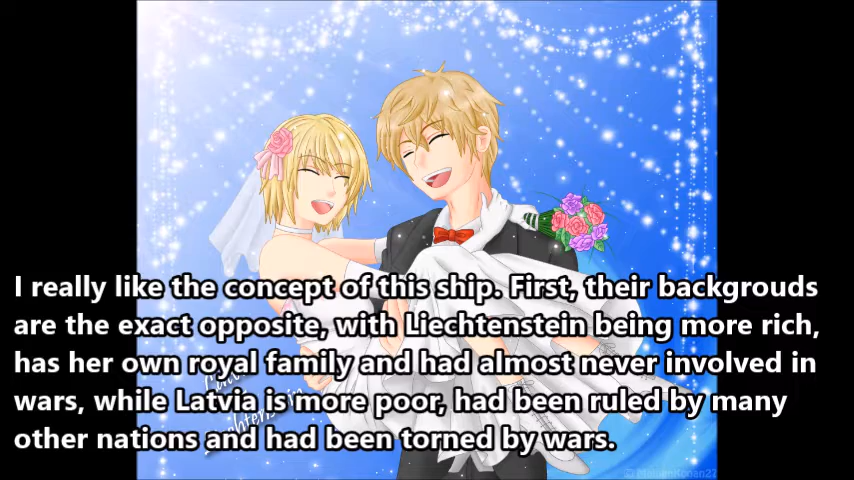 I really like the concept of this ship. First, their backgrouds
are the exact opposite, with Liechtenstein being more rich,
has her own royal family and had almost never involved in
wars, while Latvia is more poor, had been ruled by many
other nations and had been torned by wars.